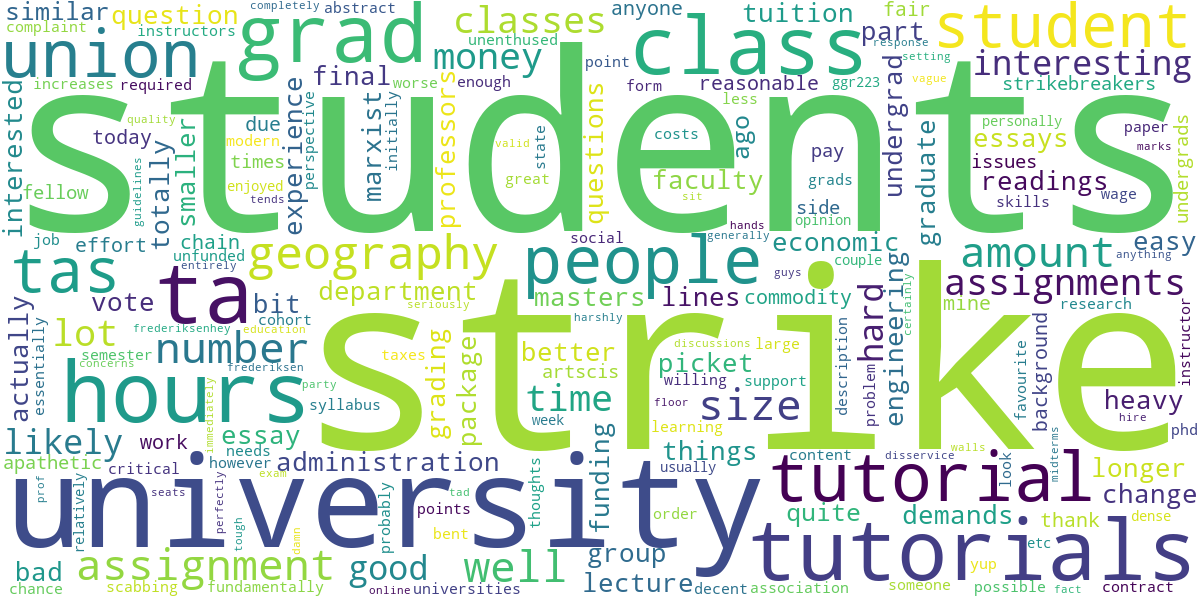 similar
completely
abstract
anyone
tuition
fair
complaint
question
instructors
grad
classes
unenthused
class
part
response
student
union
money
point
undergrad
interesting
increases
required
final
worse
enough
form
reasonable
ggr223
setting
vague
strikebreakers
interested
students
quality
today
due
modern
times
experience
perspective
marxist
initially
professors
valid
great
state
questions
costs
less
ago
pay
grads
side
opinion
personally
essays
issues
readings
skills
wage
paper
marks
undergrads
fellow
guidelines
totally
smaller
enjoyed
tends
faculty
sit
hands
generally
graduate
job
effort
chain
unfunded
entirely
geography
social
people
guys
economic
couple
amount
easy
anything
tas
ta
vote
bit
cohort
department
seriously
masters
harshly
lines
commodity
engineering
certainly
hard
mine
assignments
research
actually
essentially
lot
frederiksenhey
education
number
frederiksen
taxes
strike
better
artscis
picket
discussions
large
description
problem
favourite
background
instructor
semester
concerns
hours
party
syllabus
grading
package
time
week
willing
support
floor
size
learning
heavy
hire
phd
likely
work
immediately
essay
needs
however
administration
usually
funding
things
content
disservice
walls
look
midterms
apathetic
critical
prof
relatively
university
seats
perfectly
exam
tough
damn
probably
points
tad
bent
thoughts
order
tutorial
longer
change
quite
demands
thank
dense
tutorials
etc
bad
chance
assignment
scabbing
fundamentally
good
online
universities
well
group
lecture
decent
association
someone
yup
possible
fact
contract